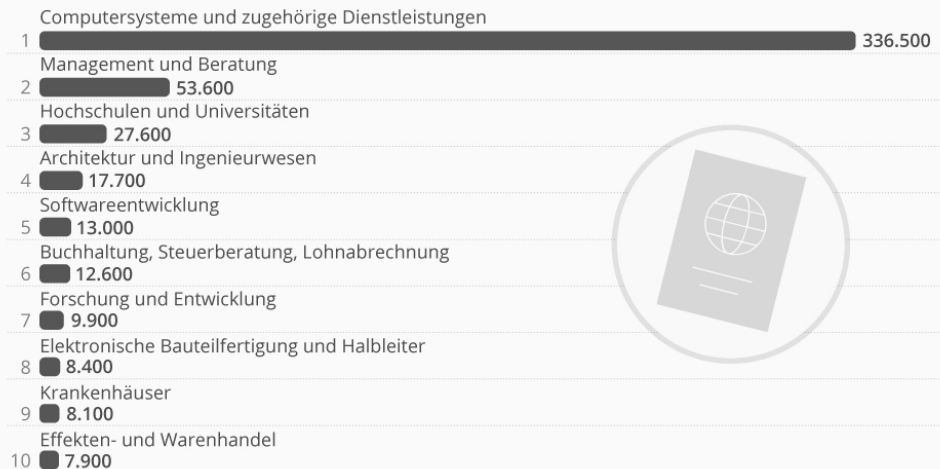 Computersysteme und zugehörige Dienstleistungen
1 336.500
Management und Beratung
2 53.600
Hochschulen und Universitäten
3 27.600
Architektur und Ingenieurwesen
4 17.700
Softwareentwicklung
5 13.000
Buchhaltung, Steuerberatung, Lohnabrechnung
6 12.600
Forschung und Entwicklung
7 9.900
Elektronische Bauteilfertigung und Halbleiter
8 8.400
Krankenhäuser
9 8.100
Effekten- und Warenhandel
10 7.900